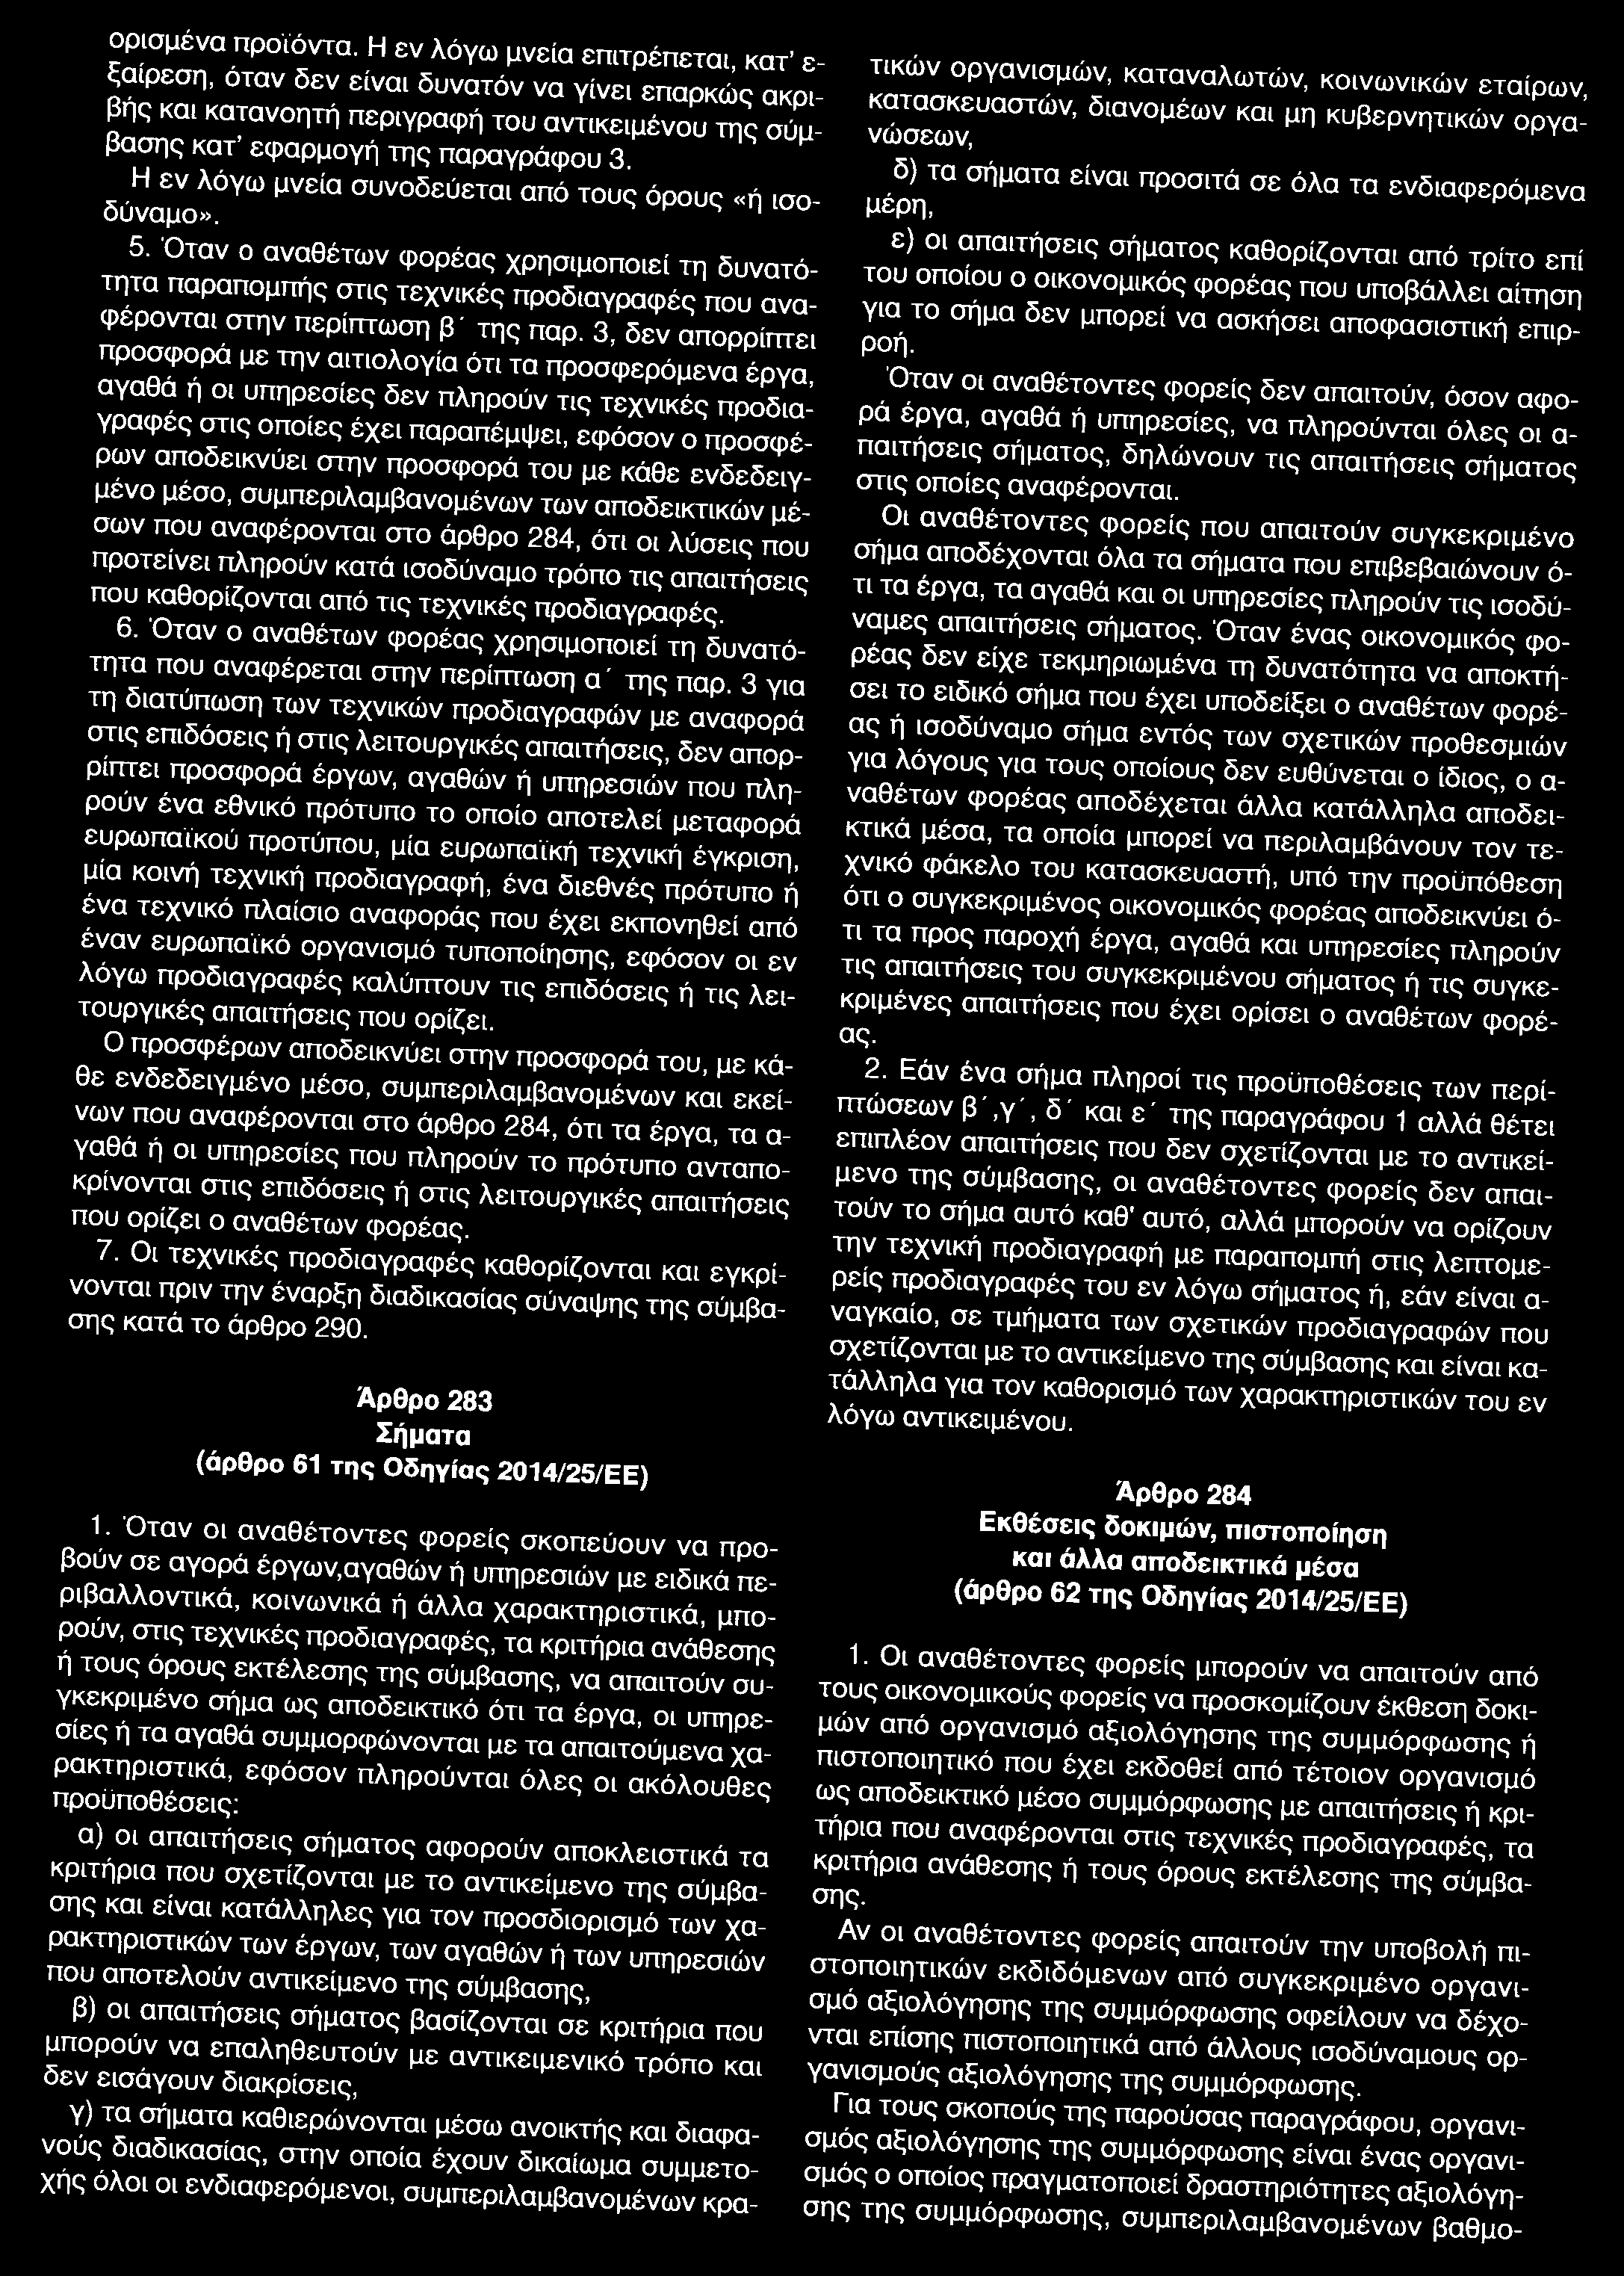 ορισμένα προϊόντα. Η εν λόγω μνεία επιτρέπεται, κατ’ ε-
ξαίρεση, όταν δεν είναι δυνατόν να γίνει επαρκώς ακρι-
βής και κατανοητή περιγραφή του αντικειμένου της σύμ-
βασης κατ’ εφαρμογή της παραγράφου 3.
Η εν λόγω μνεία συνοδεύεται από τους όρους «ή ισο-
δύναμο».
5. Όταν ο αναθέτων φορέας χρησιμοποιεί τη δυνατό-
τητα παραπομπής στις τεχνικές προδιαγραφές που ανα-
φέρονται στην περίπτωση β΄ της παρ. 3, δεν απορρίπτει
προσφορά με την αιτιολογία ότι τα προσφερόμενα έργα,
αγαθά ή οι υπηρεσίες δεν πληρούν τις τεχνικές προδια-
γραφές στις οποίες έχει παραπέμψει, εφόσον ο προσφέ-
ρων αποδεικνύει στην προσφορά του με κάθε ενδεδειγ-
μένο μέσο, συμπεριλαμβανομένων των αποδεικτικών μέ-
σων που αναφέρονται στο άρθρο 284, ότι οι λύσεις που
προτείνει πληρούν κατά ισοδύναμο τρόπο τις απαιτήσεις
που καθορίζονται από τις τεχνικές προδιαγραφές.
6. Όταν ο αναθέτων φορέας χρησιμοποιεί τη δυνατό-
τητα που αναφέρεται στην περίπτωση α΄ της παρ. 3 για
τη διατύπωση των τεχνικών προδιαγραφών με αναφορά
στις επιδόσεις ή στις λειτουργικές απαιτήσεις, δεν απορ-
ρίπτει προσφορά έργων, αγαθών ή υπηρεσιών που πλη-
ρούν ένα εθνικό πρότυπο το οποίο αποτελεί μεταφορά
ευρωπαϊκού προτύπου, μία ευρωπαϊκή τεχνική έγκριση,
μία κοινή τεχνική προδιαγραφή, ένα διεθνές πρότυπο ή
ένα τεχνικό πλαίσιο αναφοράς που έχει εκπονηθεί από
έναν ευρωπαϊκό οργανισμό τυποποίησης, εφόσον οι εν
λόγω προδιαγραφές καλύπτουν τις επιδόσεις ή τις λει-
τουργικές απαιτήσεις που ορίζει.
Ο προσφέρων αποδεικνύει στην προσφορά του, με κά-
θε ενδεδειγμένο μέσο, συμπεριλαμβανομένων και εκεί-
νων που αναφέρονται στο άρθρο 284, ότι τα έργα, τα α-
γαθά ή οι υπηρεσίες που πληρούν το πρότυπο ανταπο-
κρίνονται στις επιδόσεις ή στις λειτουργικές απαιτήσεις
που ορίζει ο αναθέτων φορέας.
7. Οι τεχνικές προδιαγραφές καθορίζονται και εγκρί-
νονται πριν την έναρξη διαδικασίας σύναψης της σύμβα-
σης κατά το άρθρο 290.
Άρθρο 283
Σήματα
(άρθρο 61 της Οδηγίας 2014/25/ΕΕ)
1. Όταν οι αναθέτοντες φορείς σκοπεύουν να προ-
βούν σε αγορά έργων,αγαθών ή υπηρεσιών με ειδικά πε-
ριβαλλοντικά, κοινωνικά ή άλλα χαρακτηριστικά, μπο-
ρούν, στις τεχνικές προδιαγραφές, τα κριτήρια ανάθεσης
ή τους όρους εκτέλεσης της σύμβασης, να απαιτούν συ-
γκεκριμένο σήμα ως αποδεικτικό ότι τα έργα, οι υπηρε-
σίες ή τα αγαθά συμμορφώνονται με τα απαιτούμενα χα-
ρακτηριστικά, εφόσον πληρούνται όλες οι ακόλουθες
προϋποθέσεις:
α) οι απαιτήσεις σήματος αφορούν αποκλειστικά τα
κριτήρια που σχετίζονται με το αντικείμενο της σύμβα-
σης και είναι κατάλληλες για τον προσδιορισμό των χα-
ρακτηριστικών των έργων, των αγαθών ή των υπηρεσιών
που αποτελούν αντικείμενο της σύμβασης,
β) οι απαιτήσεις σήματος βασίζονται σε κριτήρια που
μπορούν να επαληθευτούν με αντικειμενικό τρόπο και
δεν εισάγουν διακρίσεις,
γ) τα σήματα καθιερώνονται μέσω ανοικτής και διαφα-
νούς διαδικασίας, στην οποία έχουν δικαίωμα συμμετο-
χής όλοι οι ενδιαφερόμενοι, συμπεριλαμβανομένων κρα-
τικών οργανισμών, καταναλωτών, κοινωνικών εταίρων,
κατασκευαστών, διανομέων και μη κυβερνητικών οργα-
νώσεων,
δ) τα σήματα είναι προσιτά σε όλα τα ενδιαφερόμενα
μέρη,
ε) οι απαιτήσεις σήματος καθορίζονται από τρίτο επί
του οποίου ο οικονομικός φορέας που υποβάλλει αίτηση
για το σήμα δεν μπορεί να ασκήσει αποφασιστική επιρ-
ροή.
Όταν οι αναθέτοντες φορείς δεν απαιτούν, όσον αφο-
ρά έργα, αγαθά ή υπηρεσίες, να πληρούνται όλες οι α-
παιτήσεις σήματος, δηλώνουν τις απαιτήσεις σήματος
στις οποίες αναφέρονται.
Οι αναθέτοντες φορείς που απαιτούν συγκεκριμένο
σήμα αποδέχονται όλα τα σήματα που επιβεβαιώνουν ό-
τι τα έργα, τα αγαθά και οι υπηρεσίες πληρούν τις ισοδύ-
ναμες απαιτήσεις σήματος. Όταν ένας οικονομικός φο-
ρέας δεν είχε τεκμηριωμένα τη δυνατότητα να αποκτή-
σει το ειδικό σήμα που έχει υποδείξει ο αναθέτων φορέ-
ας ή ισοδύναμο σήμα εντός των σχετικών προθεσμιών
για λόγους για τους οποίους δεν ευθύνεται ο ίδιος, ο α-
ναθέτων φορέας αποδέχεται άλλα κατάλληλα αποδει-
κτικά μέσα, τα οποία μπορεί να περιλαμβάνουν τον τε-
χνικό φάκελο του κατασκευαστή, υπό την προϋπόθεση
ότι ο συγκεκριμένος οικονομικός φορέας αποδεικνύει ό-
τι τα προς παροχή έργα, αγαθά και υπηρεσίες πληρούν
τις απαιτήσεις του συγκεκριμένου σήματος ή τις συγκε-
κριμένες απαιτήσεις που έχει ορίσει ο αναθέτων φορέ-
ας.
2. Εάν ένα σήμα πληροί τις προϋποθέσεις των περί-
πτώσεων β΄,γ΄, δ΄ και ε΄ της παραγράφου 1 αλλά θέτει
επιπλέον απαιτήσεις που δεν σχετίζονται με το αντικεί-
μενο της σύμβασης, οι αναθέτοντες φορείς δεν απαι-
τούν το σήμα αυτό καθ' αυτό, αλλά μπορούν να ορίζουν
την τεχνική προδιαγραφή με παραπομπή στις λεπτομε-
ρείς προδιαγραφές του εν λόγω σήματος ή, εάν είναι α-
ναγκαίο, σε τμήματα των σχετικών προδιαγραφών που
σχετίζονται με το αντικείμενο της σύμβασης και είναι κα-
τάλληλα για τον καθορισμό των χαρακτηριστικών του εν
λόγω αντικειμένου.
Άρθρο 284
Εκθέσεις δοκιμών, πιστοποίηση
και άλλα αποδεικτικά μέσα
(άρθρο 62 της Οδηγίας 2014/25/ΕΕ)
1. Οι αναθέτοντες φορείς μπορούν να απαιτούν από
τους οικονομικούς φορείς να προσκομίζουν έκθεση δοκι-
μών από οργανισμό αξιολόγησης της συμμόρφωσης ή
πιστοποιητικό που έχει εκδοθεί από τέτοιον οργανισμό
ως αποδεικτικό μέσο συμμόρφωσης με απαιτήσεις ή κρι-
τήρια που αναφέρονται στις τεχνικές προδιαγραφές, τα
κριτήρια ανάθεσης ή τους όρους εκτέλεσης της σύμβα-
σης.
Αν οι αναθέτοντες φορείς απαιτούν την υποβολή πι-
στοποιητικών εκδιδόμενων από συγκεκριμένο οργανι-
σμό αξιολόγησης της συμμόρφωσης οφείλουν να δέχο-
νται επίσης πιστοποιητικά από άλλους ισοδύναμους ορ-
γανισμούς αξιολόγησης της συμμόρφωσης.
Για τους σκοπούς της παρούσας παραγράφου, οργανι-
σμός αξιολόγησης της συμμόρφωσης είναι ένας οργανι-
σμός ο οποίος πραγματοποιεί δραστηριότητες αξιολόγη-
σης της συμμόρφωσης, συμπεριλαμβανομένων βαθμο-